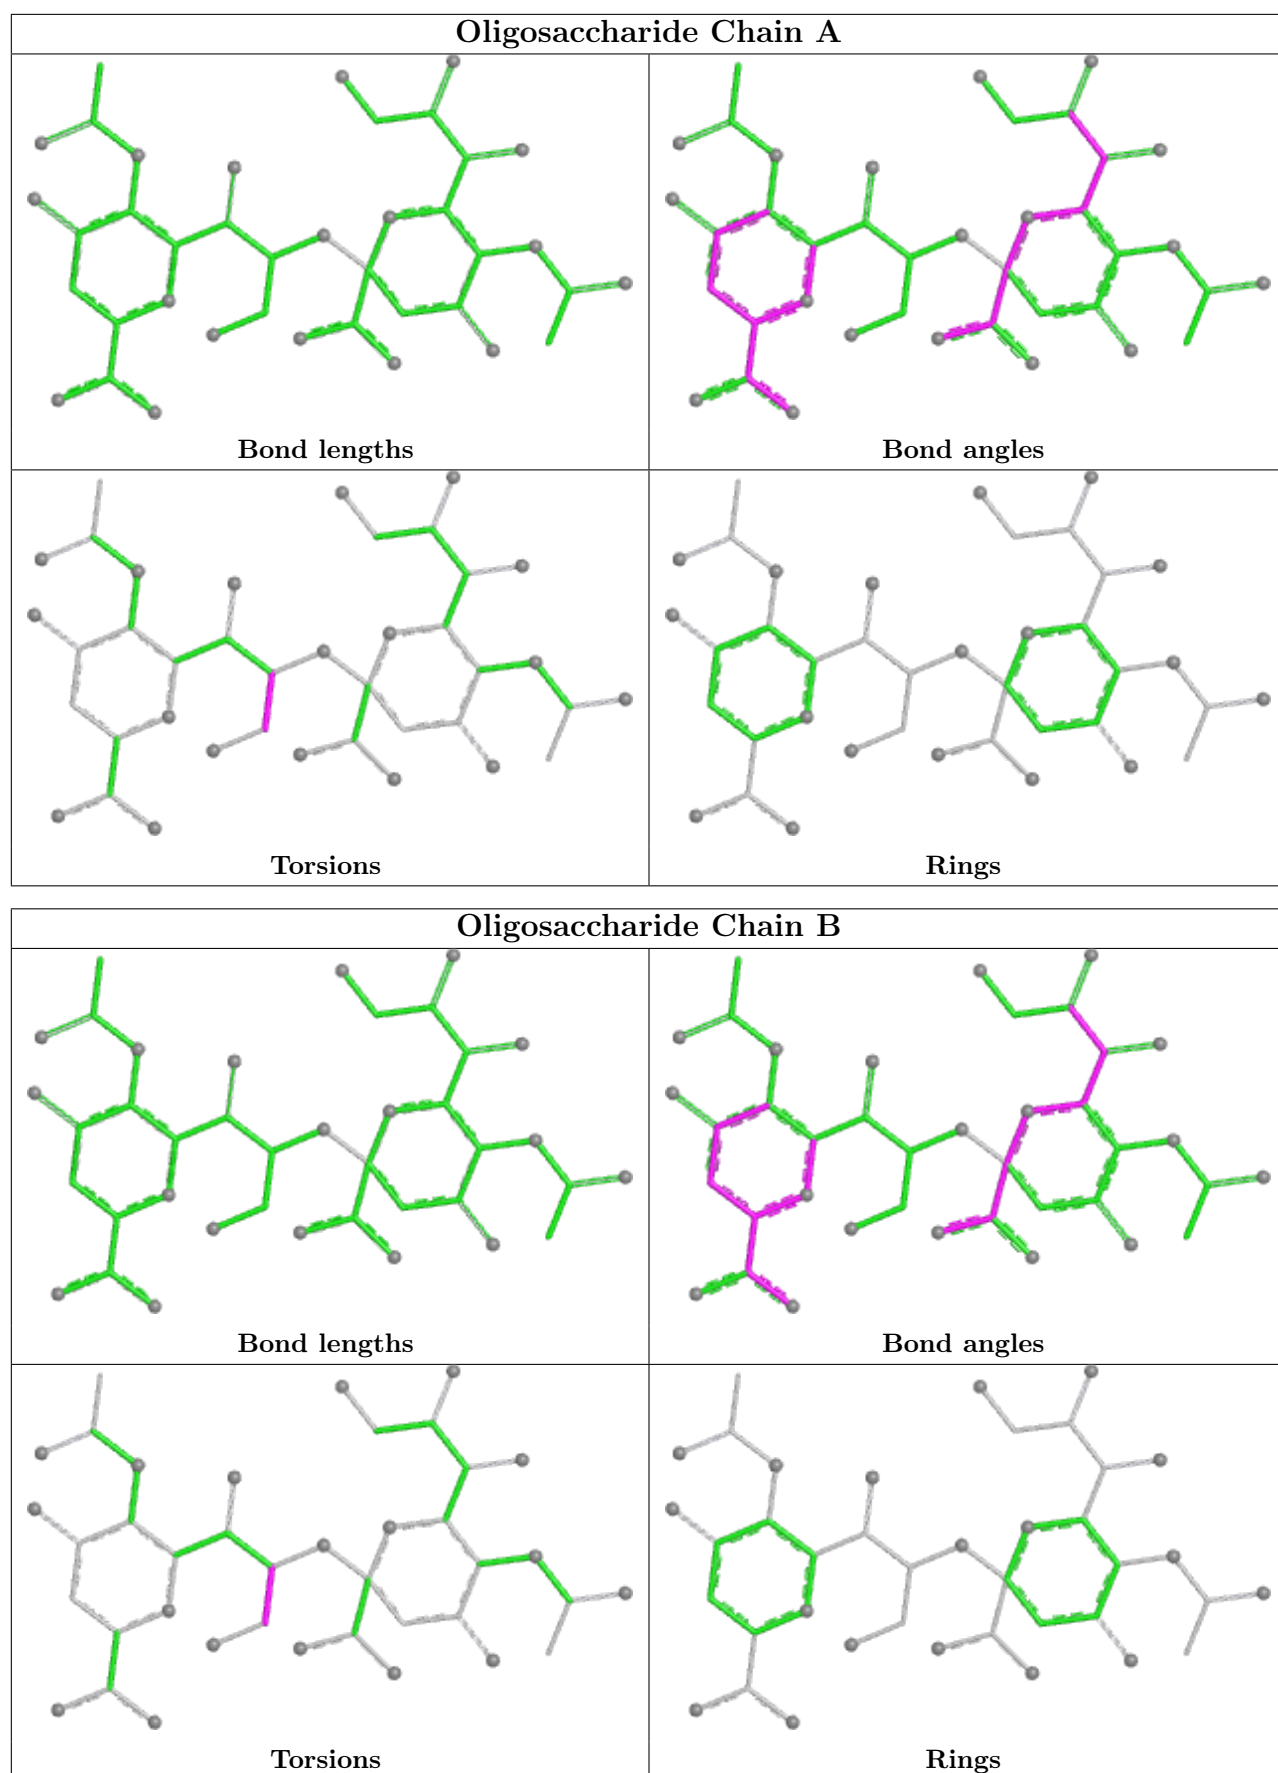 Oligosaccharide Chain A
Bond lengths
Bond angles
Torsions
Rings
Oligosaccharide Chain B
Bond lengths
Bond angles
Torsions
Rings